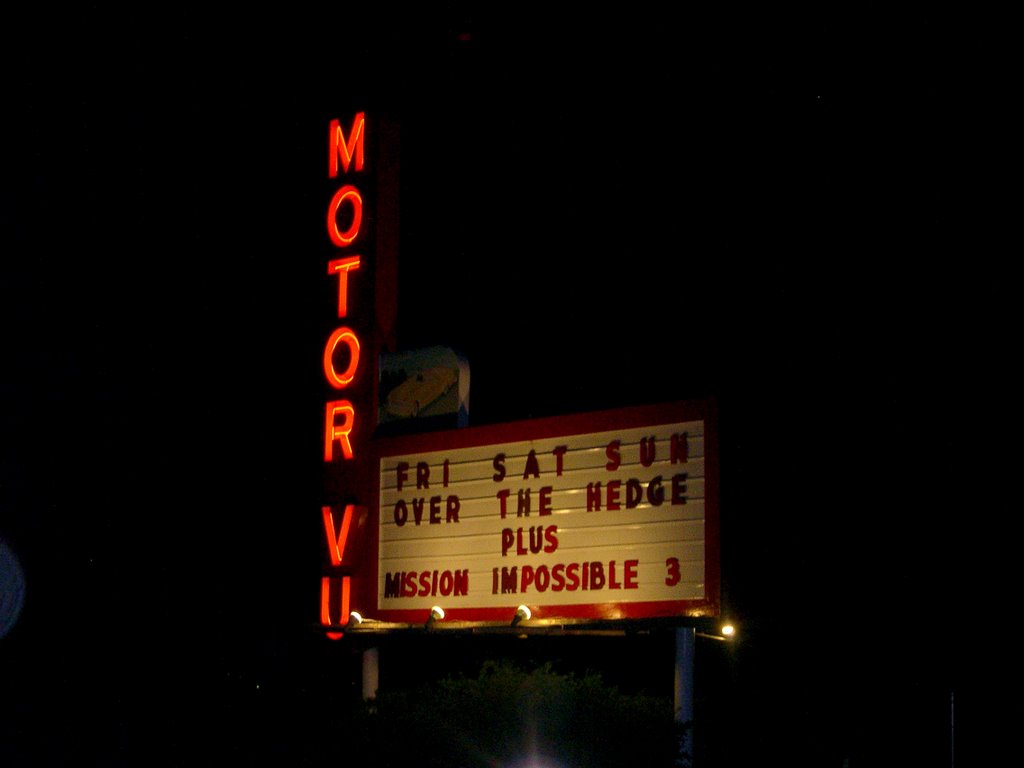 MOTOR VU
FRI SAT SUN
OVER THE HEDGE
PLUS
MISSION IMPOSSIBLE 3